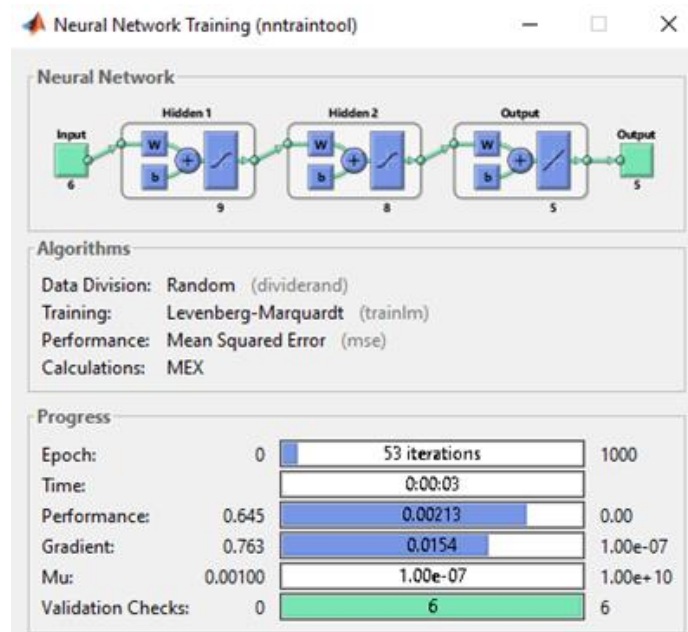 Neural Network Training (nntraintool)
Neural Network
Hidden 1 Hidden 2 Output
Input W b + W b + W b + Output
6 9 8 5 5
Algorithms
Data Division: Random (dividerand)
Training: Levenberg-Marquardt (trainlm)
Performance: Mean Squared Error (mse)
Calculations: MEX
Progress
Epoch: 0 53 iterations 1000
Time: 0:00:03
Performance: 0.645 0.00213 0.00
Gradient: 0.763 0.0154 1.00e-07
Mu: 0.00100 1.00e-07 1.00e+10
Validation Checks: 0 6 6